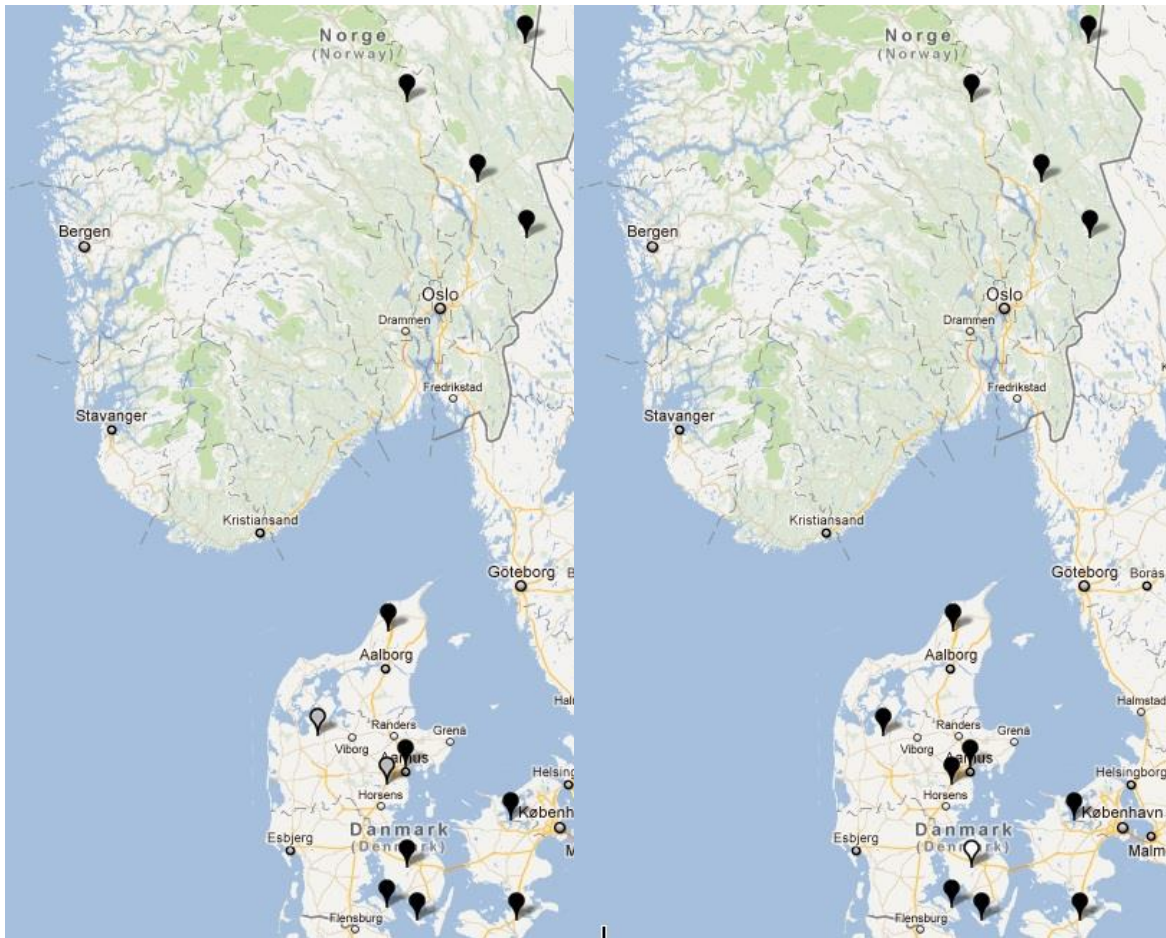 Norge
(Norway)
Bergen
Oslo
Drammen
Fredrikstad
Stavanger
Kristiansand
Göteborg
Aalborg
Randers
Viborg
Grenå
Horsens
Esbjerg
Danmark
Flensburg
Norge
(Norway)
Bergen
Oslo
Drammen
Fredrikstad
Stavanger
Kristiansand
Göteborg
Borås
Aalborg
Halmstad
Randers
Viborg
Grenå
Helsingborg
Horsens
København
Danmark
Esbjerg
Flensburg